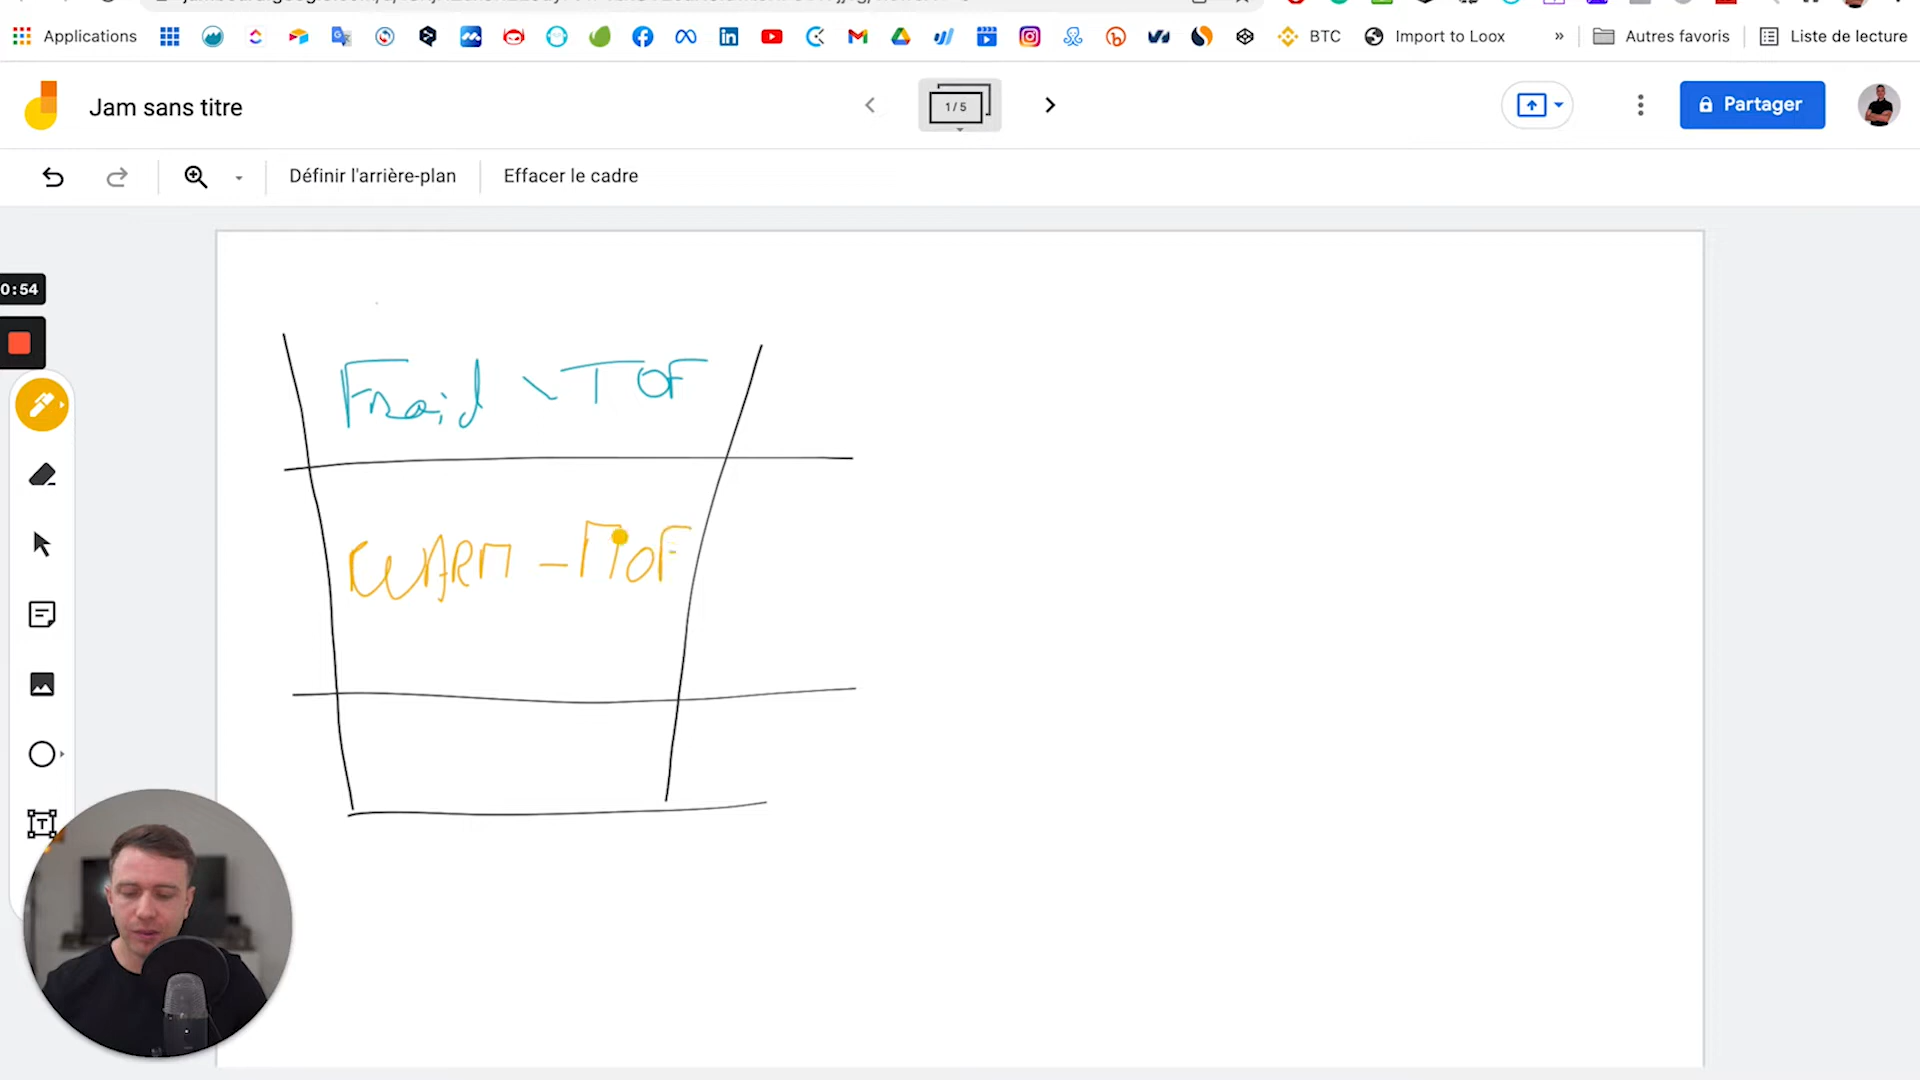 Applications
BTC
Import to Loox
»
Autres favoris
Liste de lecture
Jam sans titre
1/5
Partager
Définir l'arrière-plan
Effacer le cadre
0:54
Froid - TOF
WARM - MOF